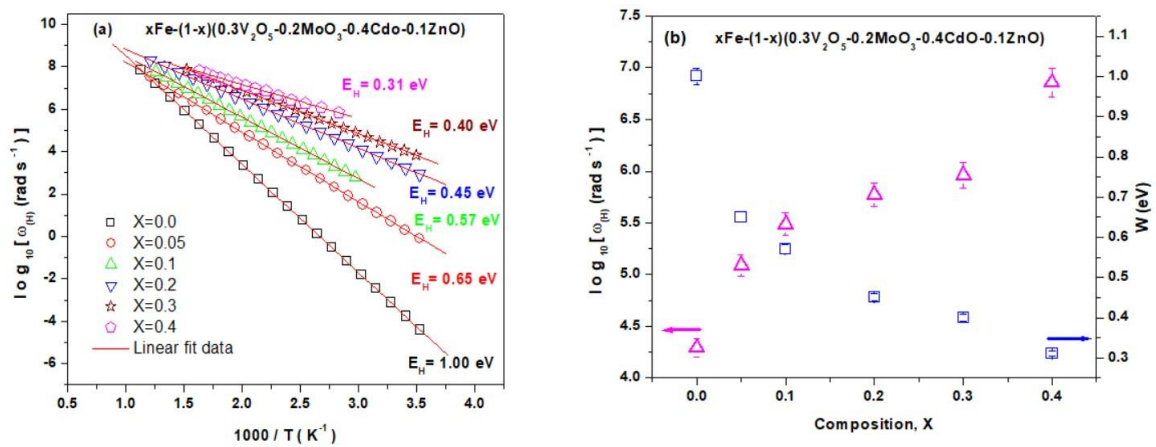 (a) xFe-(1-x)(0.3V2O5-0.2MoO3-0.4Cdo-0.1ZnO)
10
8
6
4
2
0
-2
-4
-6
log10 [ ω(H) (rad s-1) ]
EH = 0.31 eV
EH = 0.40 eV
EH = 0.45 eV
EH = 0.57 eV
EH = 0.65 eV
EH = 1.00 eV
X=0.0
X=0.05
X=0.1
X=0.2
X=0.3
X=0.4
Linear fit data
0.5 1.0 1.5 2.0 2.5 3.0 3.5 4.0
1000 / T ( K-1)
(b) xFe-(1-x)(0.3V2O5-0.2MoO3-0.4CdO-0.1ZnO)
7.5
7.0
6.5
6.0
5.5
5.0
4.5
4.0
log10 [ ω(H) (rad s-1) ]
1.1
1.0
0.9
0.8
0.7
0.6
0.5
0.4
0.3
W (eV)
0.0 0.1 0.2 0.3 0.4
Composition, X